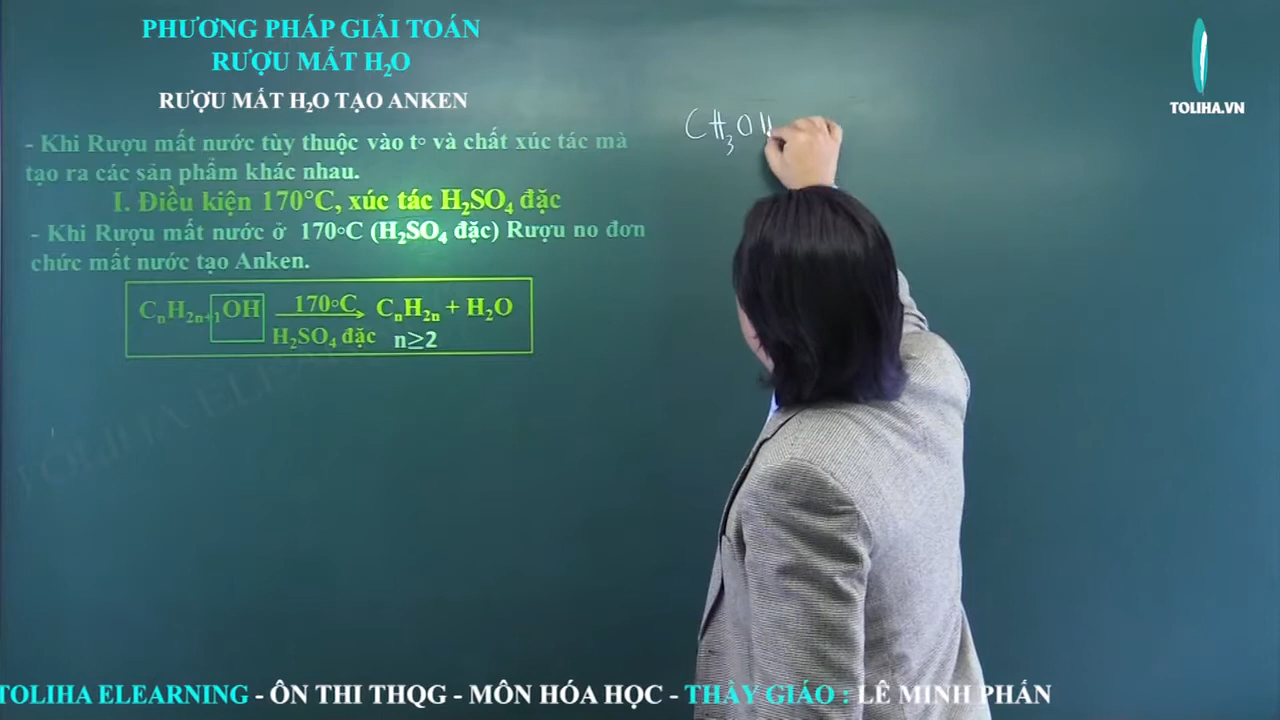 PHƯƠNG PHÁP GIẢI TOÁN
RƯỢU MẤT H₂O
RƯỢU MẤT H₂O TẠO ANKEN
- Khi Rượu mất nước tùy thuộc vào t° và chất xúc tác mà
tạo ra các sản phẩm khác nhau.
I. Điều kiện 170°C, xúc tác H₂SO₄ đặc
- Khi Rượu mất nước ở 170°C (H₂SO₄ đặc) Rượu no đơn
chức mất nước tạo Anken.
CₙH₂ₙ₊₁OH 170°C CₙH₂ₙ + H₂O
H₂SO₄ đặc n≥2
CH₃OH
TOLIHA.VN
TOLIHA ELEARNING
TOLIHA ELEARNING - ÔN THI THQG - MÔN HÓA HỌC - THẦY GIÁO : LÊ MINH PHẤN